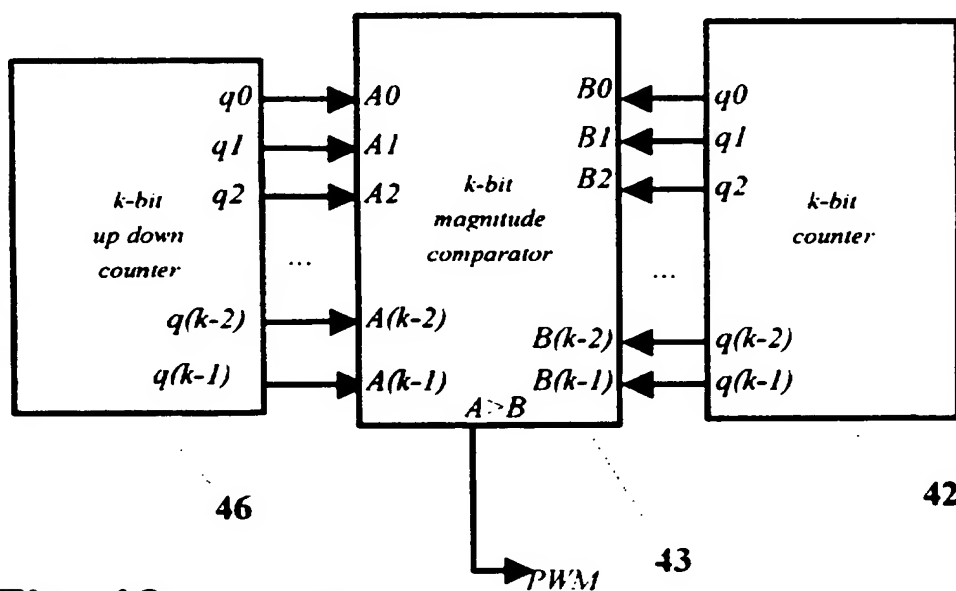 q0
q1
q2
k-bit
up down
counter
q(k-2)
q(k-1)
...
A0
A1
A2
k-bit
magnitude
comparator
A(k-2)
A(k-1)
B0
B1
B2
B(k-2)
B(k-1)
A>B
...
q0
q1
q2
k-bit
counter
q(k-2)
q(k-1)
46
43
42
PWM